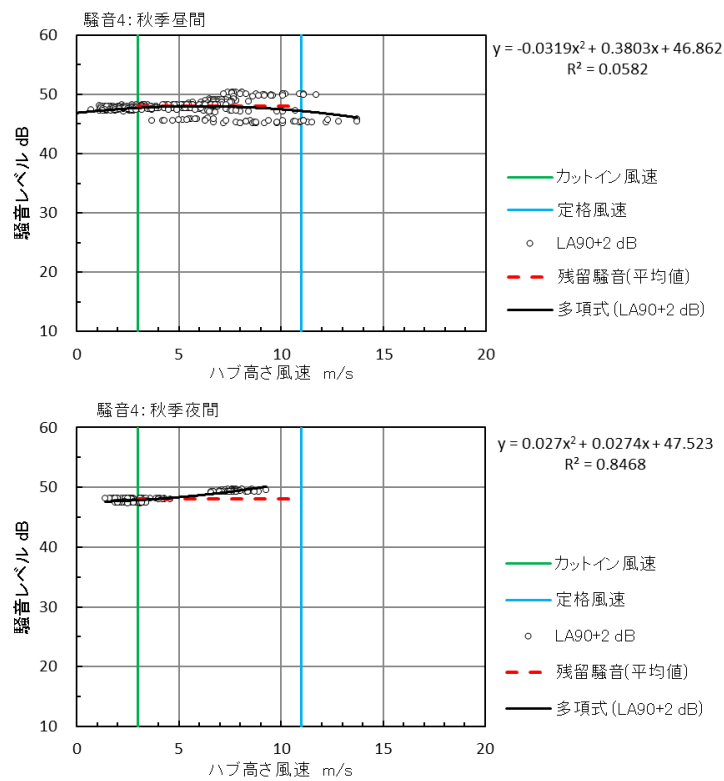 騒音4：秋季昼間
60
50
40
30
20
10
騒音レベル dB
0 5 10 15 20
ハブ高さ風速 m/s
y = -0.0319x² + 0.3803x + 46.862
R² = 0.0582
カットイン風速
定格風速
LA90+2 dB
残留騒音(平均値)
多項式 (LA90+2 dB)
騒音4：秋季夜間
60
50
40
30
20
10
騒音レベル dB
0 5 10 15 20
ハブ高さ風速 m/s
y = 0.027x² + 0.0274x + 47.523
R² = 0.8468
カットイン風速
定格風速
LA90+2 dB
残留騒音(平均値)
多項式 (LA90+2 dB)